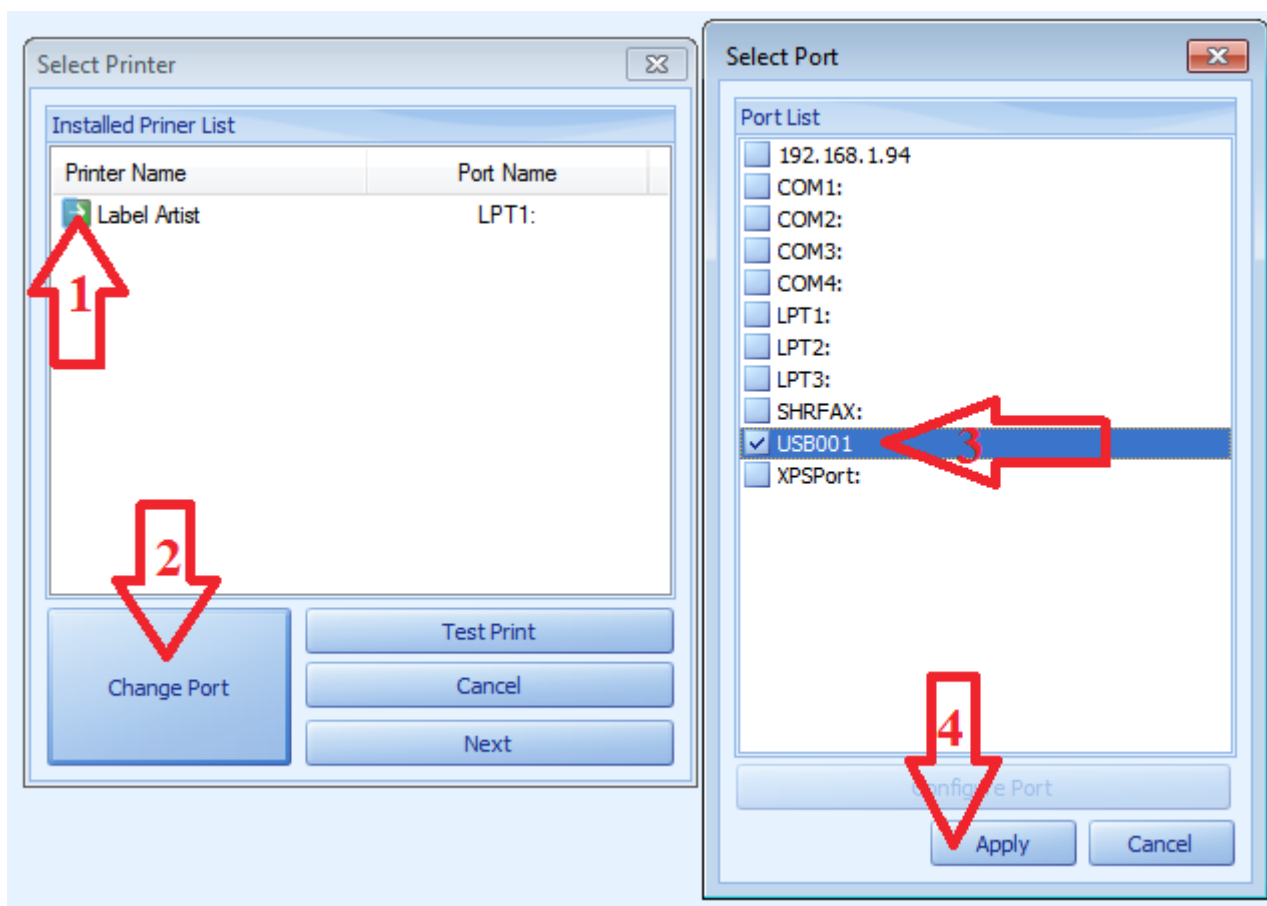 Select Printer
Installed Priner List
Printer Name Port Name
Label Artist LPT1:
1
2
Change Port
Test Print
Cancel
Next
Select Port
Port List
192.168.1.94
COM1:
COM2:
COM3:
COM4:
LPT1:
LPT2:
LPT3:
SHRFAX:
USB001
3
XPSPort:
4
Configure Port
Apply Cancel